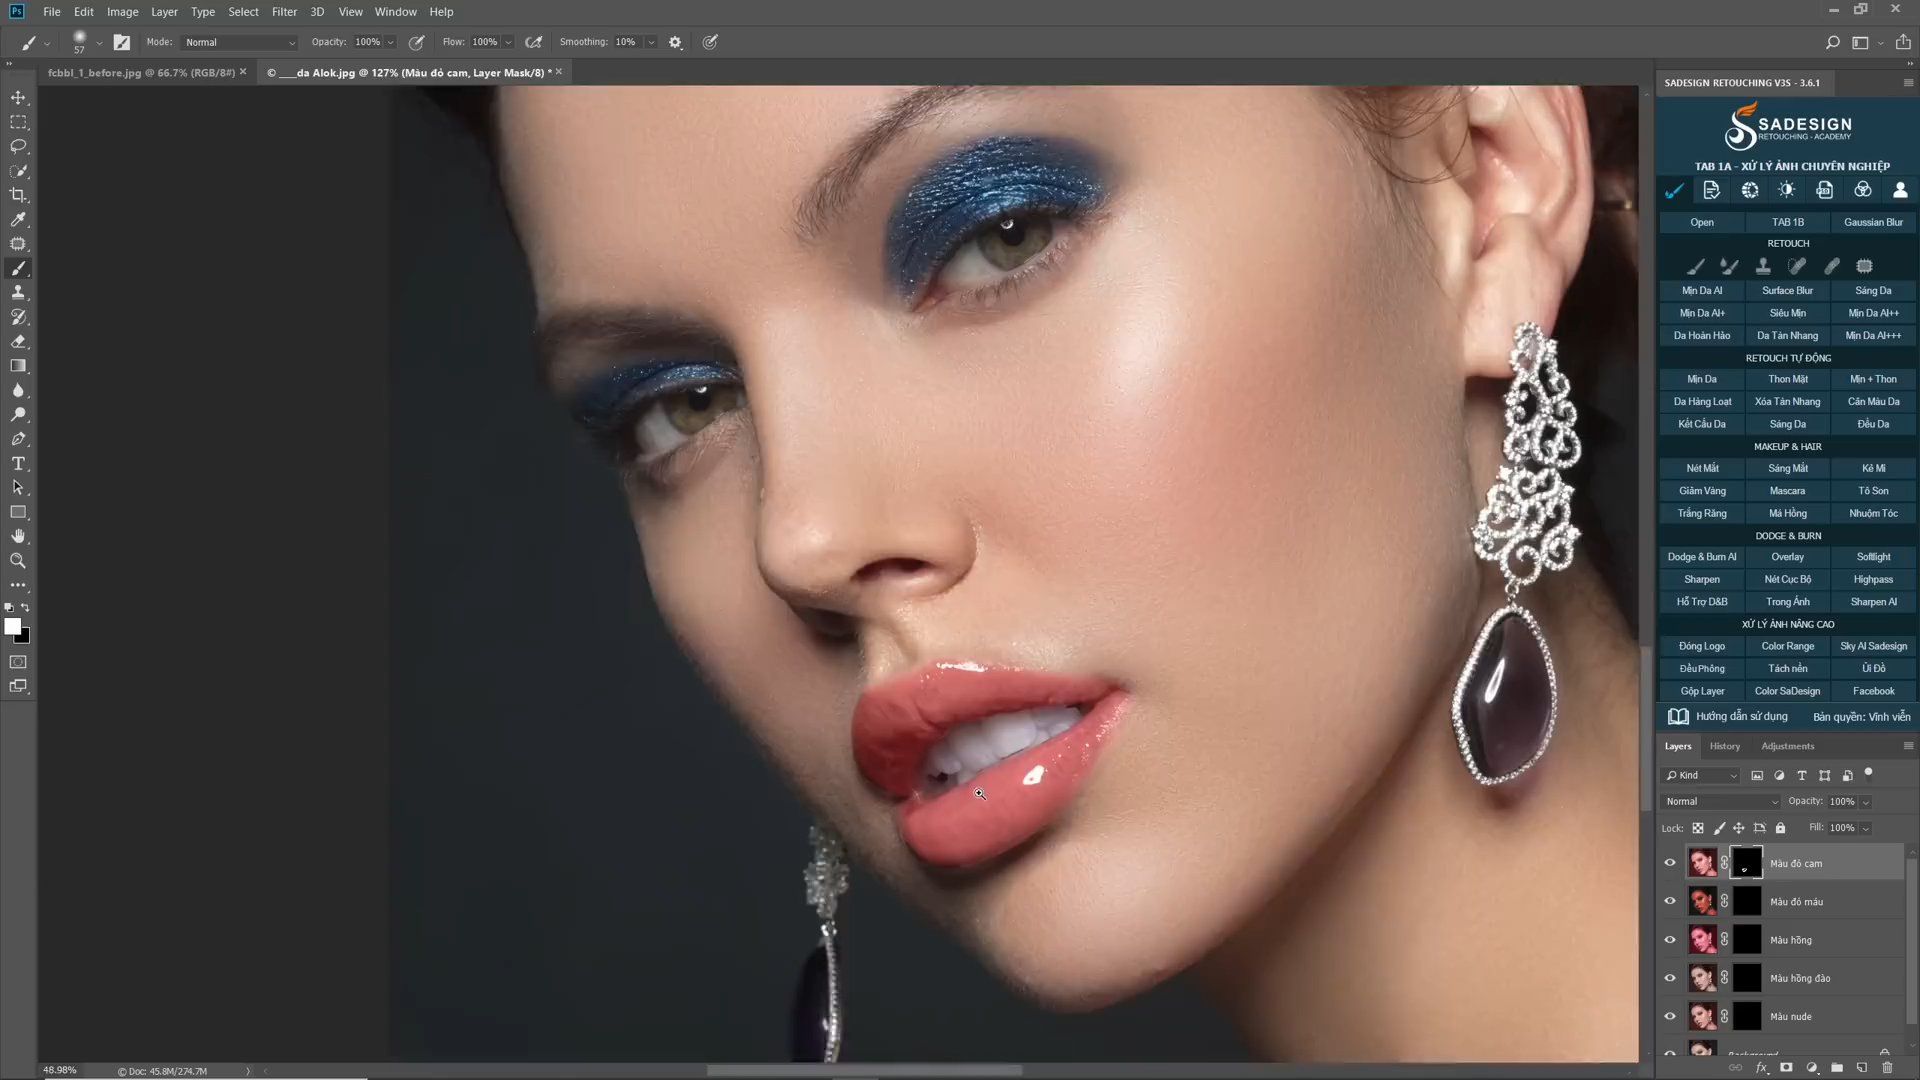 Ps File Edit Image Layer Type Select Filter 3D View Window Help
57 Mode: Normal Opacity: 100% Flow: 100% Smoothing: 10%
fcbbl_1_before.jpg @ 66.7% (RGB/8#) × © ___da Alok.jpg @ 127% (Màu đỏ cam, Layer Mask/8) * ×
SADESIGN RETOUCHING V3S - 3.6.1
SADESIGN
RETOUCHING - ACADEMY
TAB 1A - XỬ LÝ ẢNH CHUYÊN NGHIỆP
Open TAB 1B Gaussian Blur
RETOUCH
Mịn Da AI Surface Blur Sáng Da
Mịn Da AI+ Siêu Mịn Mịn Da AI++
Da Hoàn Hảo Da Tàn Nhang Mịn Da AI+++
RETOUCH TỰ ĐỘNG
Mịn Da Thon Mặt Mịn + Thon
Da Hàng Loạt Xóa Tàn Nhang Cân Màu Da
Kết Cấu Da Sáng Da Đều Da
MAKEUP & HAIR
Nét Mắt Sáng Mắt Kẻ Mi
Giảm Vàng Mascara Tô Son
Trắng Răng Má Hồng Nhuộm Tóc
DODGE & BURN
Dodge & Burn AI Overlay Softlight
Sharpen Nét Cục Bộ Highpass
Hỗ Trợ D&B Trong Ảnh Sharpen AI
XỬ LÝ ẢNH NÂNG CAO
Đóng Logo Color Range Sky AI Sadesign
Đều Phông Tách nền Ủi Đồ
Gộp Layer Color SaDesign Facebook
Hướng dẫn sử dụng Bản quyền: Vĩnh viễn
Layers History Adjustments
Kind
Normal Opacity: 100%
Lock: Fill: 100%
Màu đỏ cam
Màu đỏ máu
Màu hồng
Màu hồng đào
Màu nude
Background
48.98% © Doc: 45.8M/274.7M